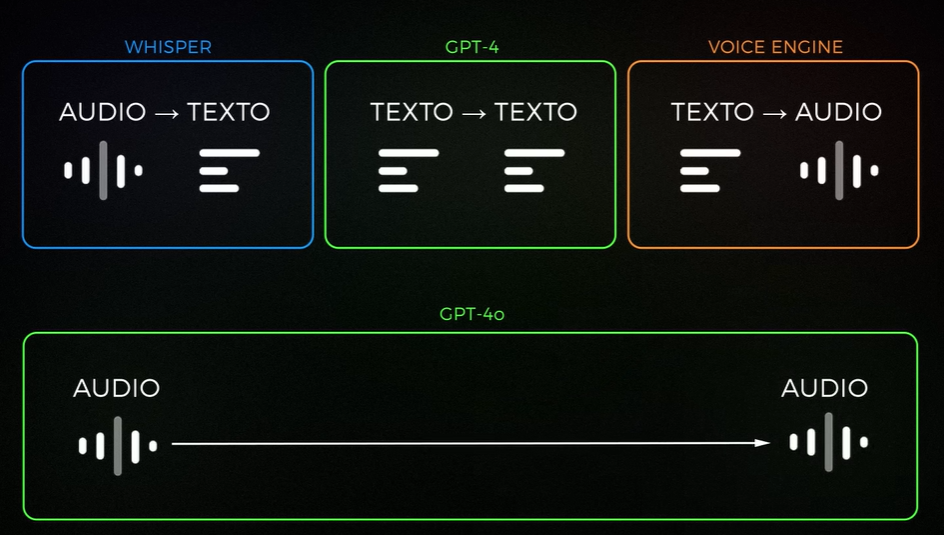 WHISPER
AUDIO → TEXTO
GPT-4
TEXTO → TEXTO
VOICE ENGINE
TEXTO → AUDIO
GPT-4o
AUDIO
AUDIO